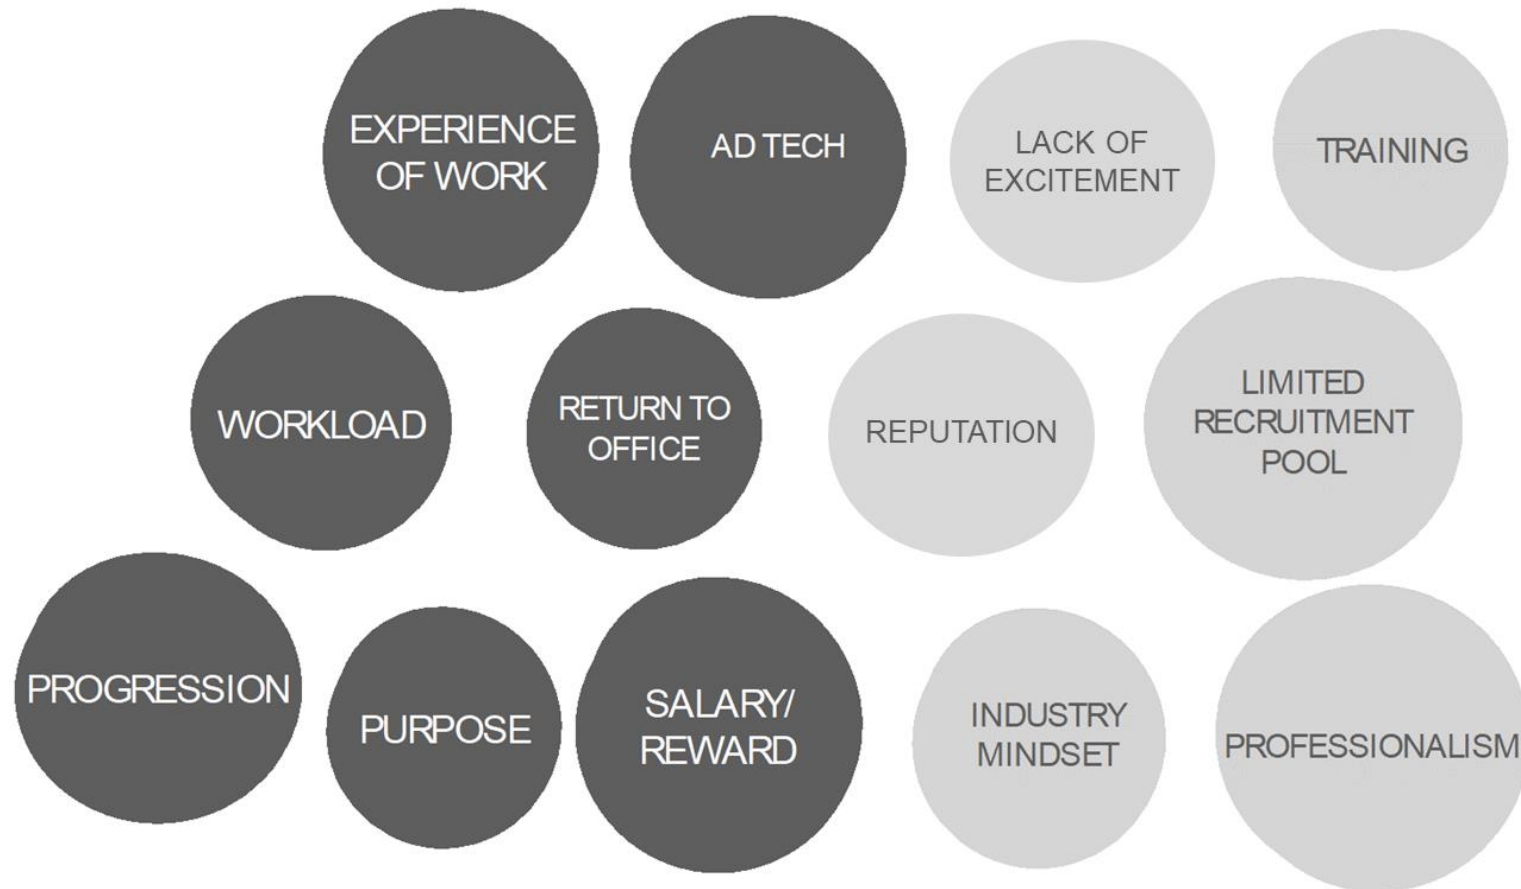 EXPERIENCE
OF WORK
AD TECH
LACK OF
EXCITEMENT
TRAINING
WORKLOAD
RETURN TO
OFFICE
REPUTATION
LIMITED
RECRUITMENT
POOL
PROGRESSION
PURPOSE
SALARY/
REWARD
INDUSTRY
MINDSET
PROFESSIONALISM